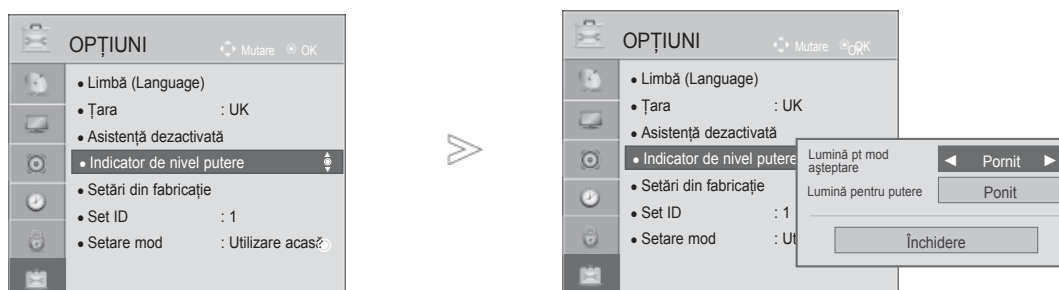 OPȚIUNI
Mutare OK
• Limbă (Language)
• Țara : UK
• Asistență dezactivată
• Indicator de nivel putere
• Setări din fabricație
• Set ID : 1
• Setare mod : Utilizare acasă
OPȚIUNI
Mutare OK
• Limbă (Language)
• Țara : UK
• Asistență dezactivată
• Indicator de nivel putere
• Setări din fabricație
• Set ID : 1
• Setare mod : Ut
Lumină pt mod
așteptare
◄ Pornit ►
Lumină pentru putere Ponit
Închidere